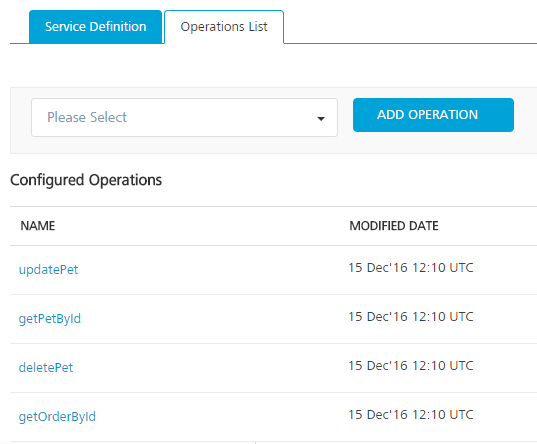 Service Definition Operations List
Please Select ADD OPERATION
Configured Operations
NAME MODIFIED DATE
updatePet 15 Dec'16 12:10 UTC
getPetById 15 Dec'16 12:10 UTC
deletePet 15 Dec'16 12:10 UTC
getOrderById 15 Dec'16 12:10 UTC